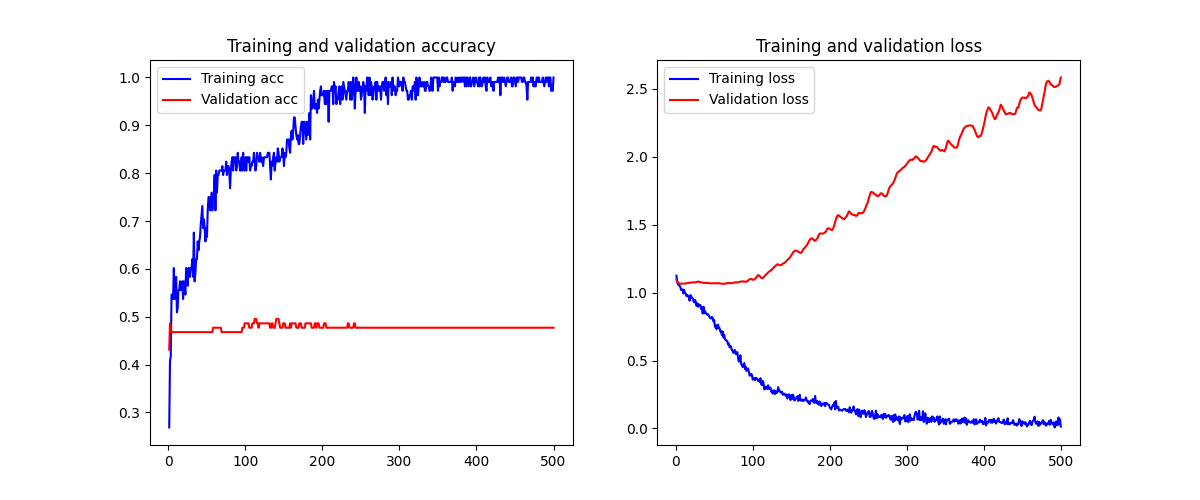 Training and validation accuracy
Training acc
Validation acc
1.0
0.9
0.8
0.7
0.6
0.5
0.4
0.3
0 100 200 300 400 500
Training and validation loss
Training loss
Validation loss
2.5
2.0
1.5
1.0
0.5
0.0
0 100 200 300 400 500